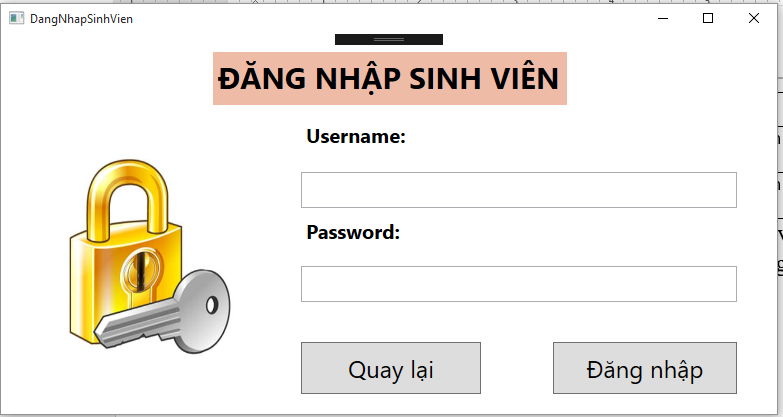 DangNhapSinhVien
ĐĂNG NHẬP SINH VIÊN
Username:
Password:
Quay lại
Đăng nhập